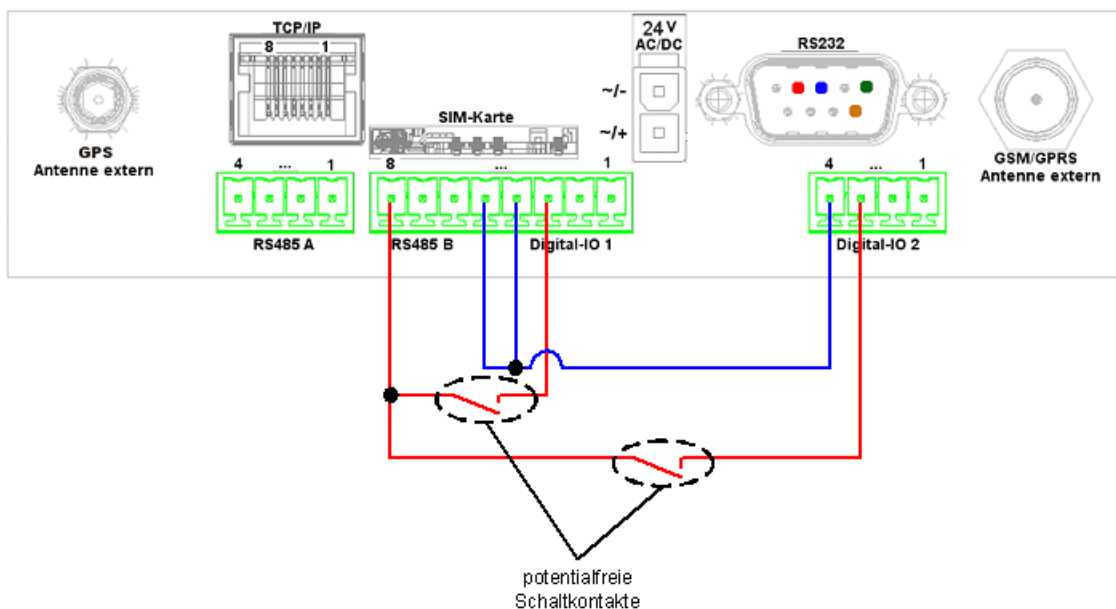 TCP/IP
8 1
24 V
AC/DC
RS232
~/-
~/+
SIM-Karte
GPS
Antenne extern
GSM/GPRS
Antenne extern
4 ... 1
8 ... 1
4 ... 1
RS485 A
RS485 B
Digital-IO 1
Digital-IO 2
potentialfreie
Schaltkontakte